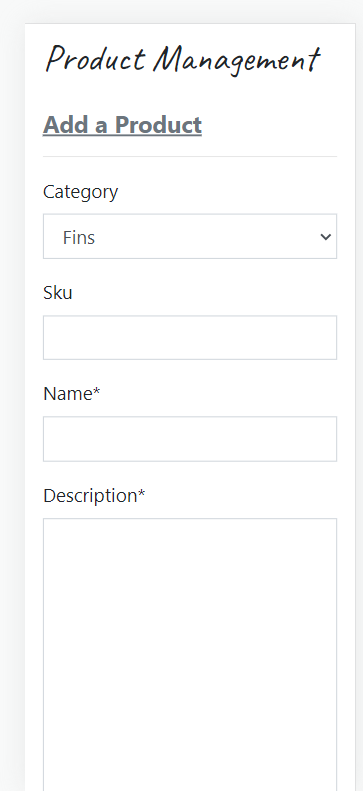 Product Management
Add a Product
Category
Fins
Sku
Name*
Description*